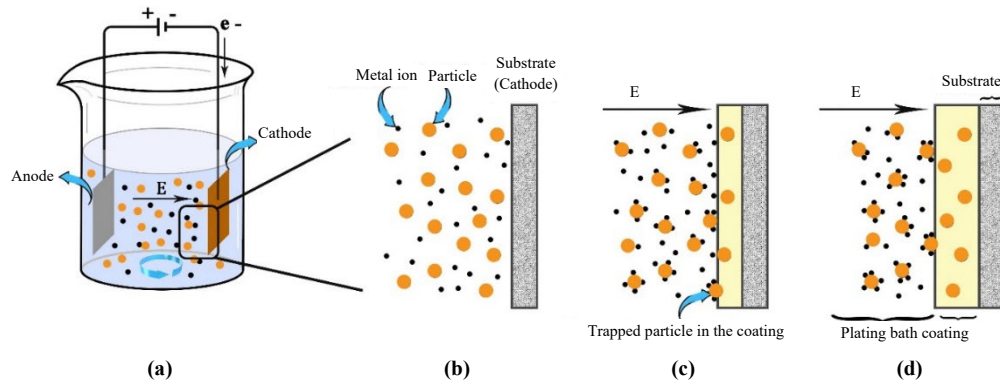 + -
e -
Cathode
Anode
E
(a)
Metal ion Particle
Substrate
(Cathode)
(b)
E
Trapped particle in the coating
(c)
E
Substrate
Plating bath coating
(d)